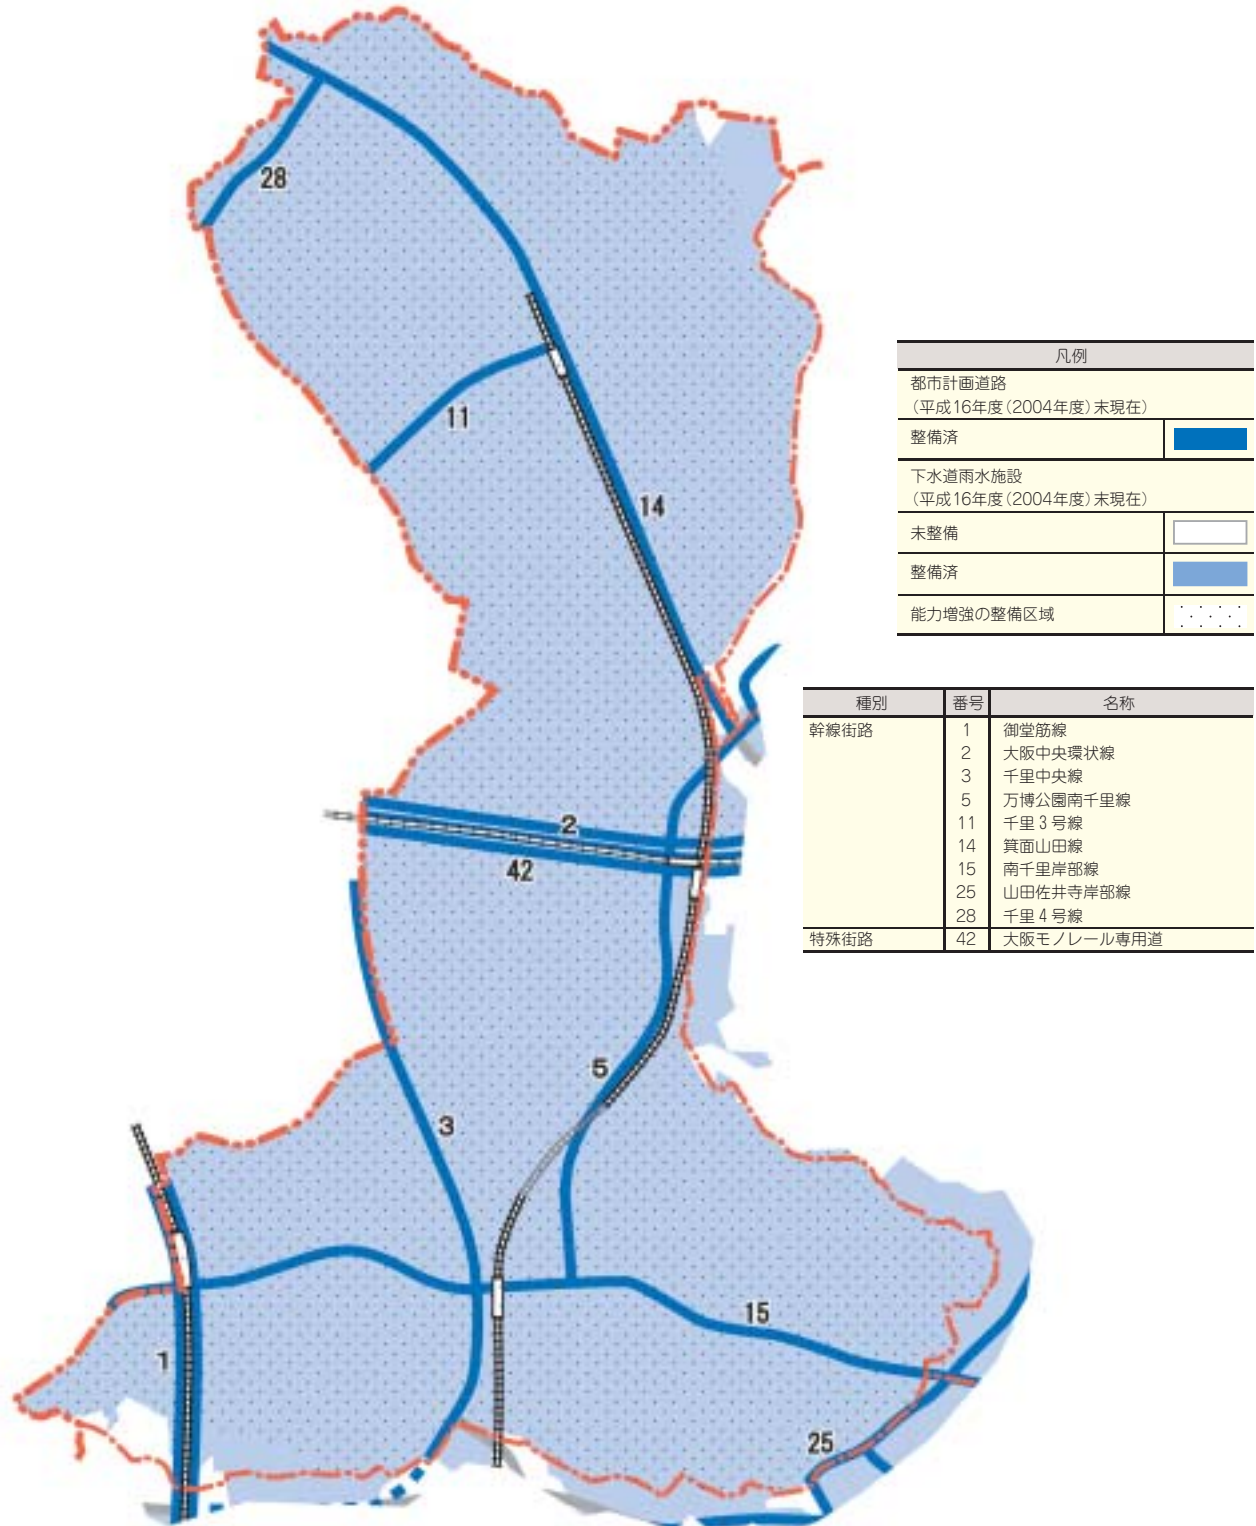 28
11
14
2
42
5
3
15
1
25
凡例
都市計画道路
(平成16年度(2004年度)末現在)
整備済
下水道雨水施設
(平成16年度(2004年度)末現在)
未整備
整備済
能力増強の整備区域
種別 番号 名称
幹線街路 1 御堂筋線
2 大阪中央環状線
3 千里中央線
5 万博公園南千里線
11 千里3号線
14 箕面山田線
15 南千里岸部線
25 山田佐井寺岸部線
28 千里4号線
特殊街路 42 大阪モノレール専用道